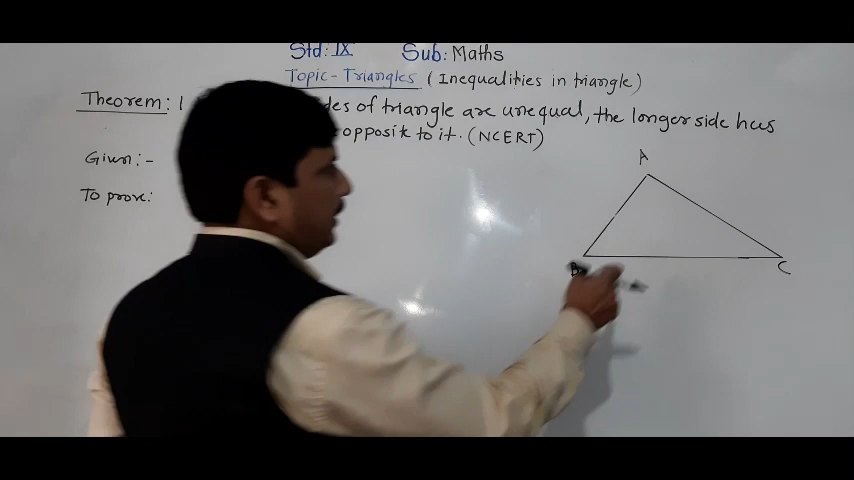 Std: IX Sub: Maths
Topic-Triangles (Inequalities in triangle)
Theorem: of triangle are unequal, the longer side has
opposite to it. (NCERT)
Given:-
To prove:
A
B
C